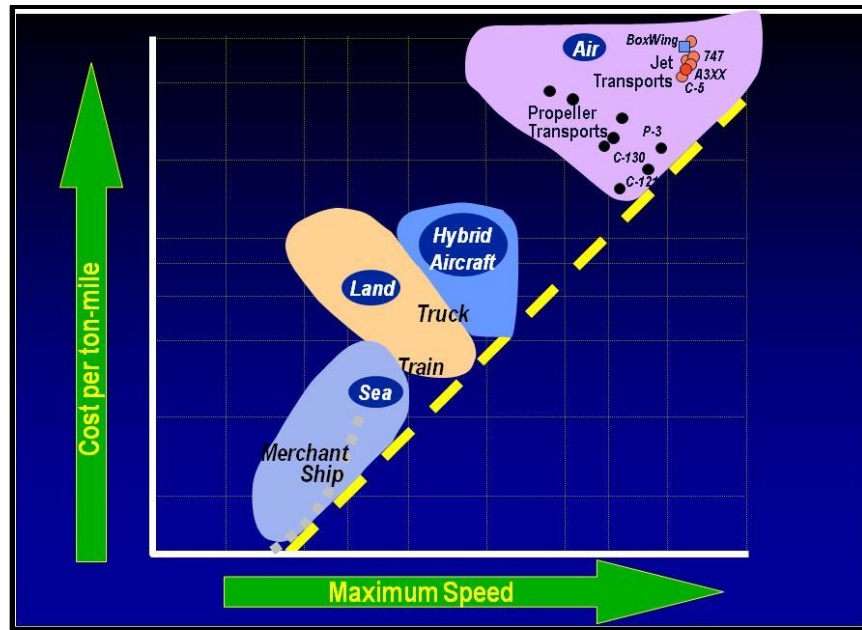 Air
BoxWing
747
Jet
A3XX
Transports
C-5
Propeller
Transports
P-3
C-130
C-121
Hybrid
Aircraft
Land
Truck
Train
Sea
Merchant
Ship
Cost per ton-mile
Maximum Speed